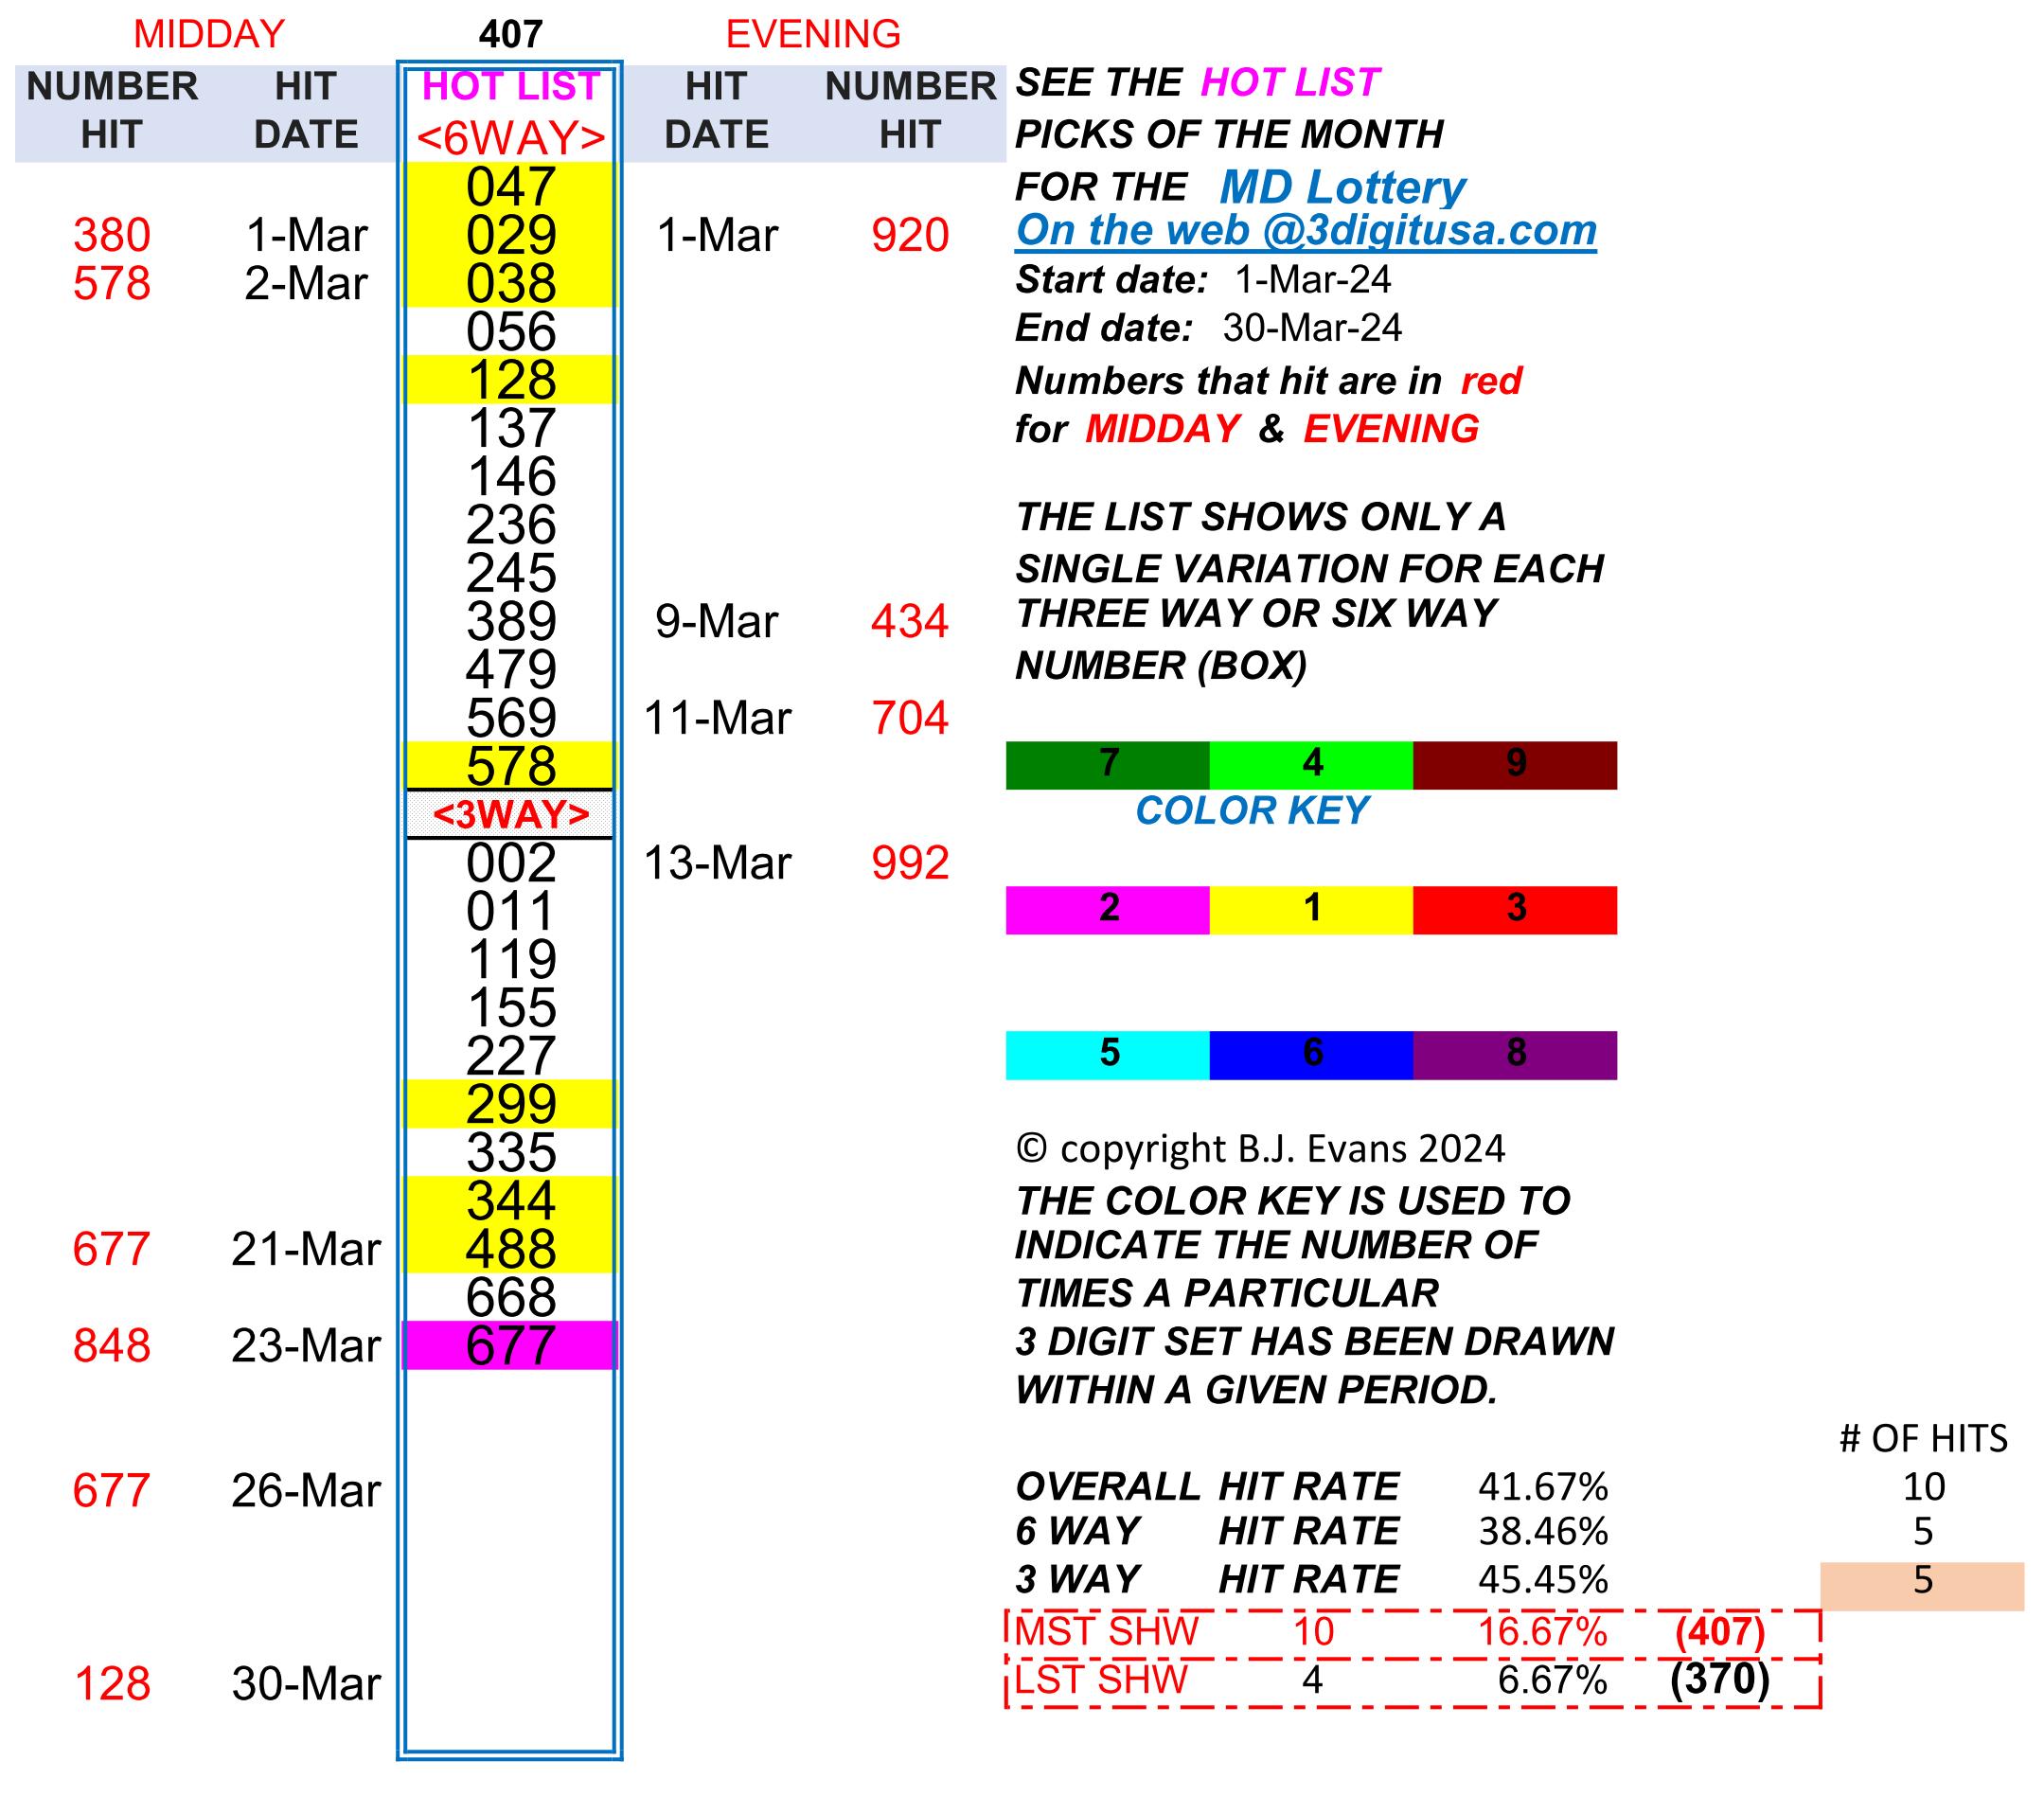 MIDDAY 407 EVENING
NUMBER HIT HOT LIST HIT NUMBER SEE THE HOT LIST
HIT DATE <6WAY> DATE HIT PICKS OF THE MONTH
047 FOR THE MD Lottery
380 1-Mar 029 1-Mar 920 On the web @3digitusa.com
578 2-Mar 038 Start date: 1-Mar-24
056 End date: 30-Mar-24
128 Numbers that hit are in red
137 for MIDDAY & EVENING
146
236 THE LIST SHOWS ONLY A
245 SINGLE VARIATION FOR EACH
389 9-Mar 434 THREE WAY OR SIX WAY
479 NUMBER (BOX)
569 11-Mar 704
578 7 4 9
<3WAY> COLOR KEY
002 13-Mar 992
011 2 1 3
119
155
227 5 6 8
299
335 © copyright B.J. Evans 2024
344 THE COLOR KEY IS USED TO
677 21-Mar 488 INDICATE THE NUMBER OF
668 TIMES A PARTICULAR
848 23-Mar 677 3 DIGIT SET HAS BEEN DRAWN
WITHIN A GIVEN PERIOD.
# OF HITS
677 26-Mar OVERALL HIT RATE 41.67% 10
6 WAY HIT RATE 38.46% 5
3 WAY HIT RATE 45.45% 5
MST SHW 10 16.67% (407)
128 30-Mar LST SHW 4 6.67% (370)